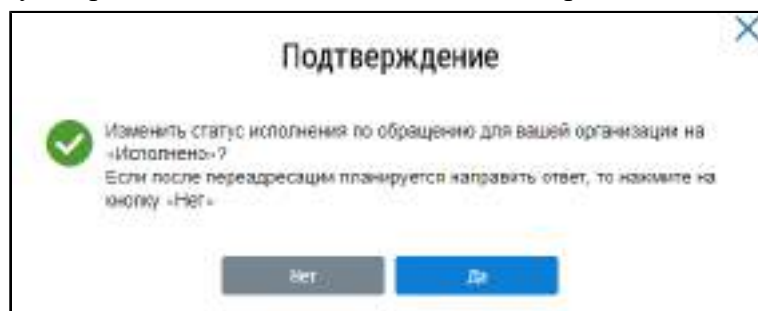 Подтверждение
Изменить статус исполнения по обращению для вашей организации на
«Исполнено»?
Если после переадресации планируется направить ответ, то нажмите на
кнопку «Нет»
Нет
Да